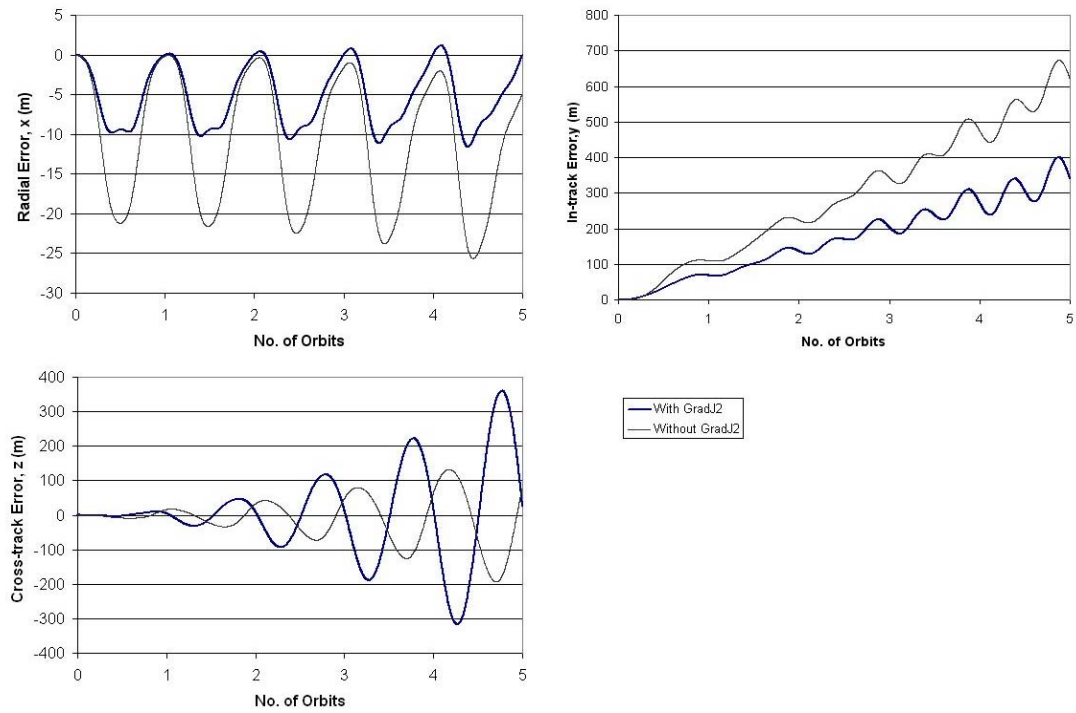 5
0
-5
-10
-15
-20
-25
-30
Radial Error, x (m)
0 1 2 3 4 5
No. of Orbits
800
700
600
500
400
300
200
100
0
In-track Error,y (m)
0 1 2 3 4 5
No. of Orbits
400
300
200
100
0
-100
-200
-300
-400
Cross-track Error, z (m)
0 1 2 3 4 5
No. of Orbits
With GradJ2
Without GradJ2